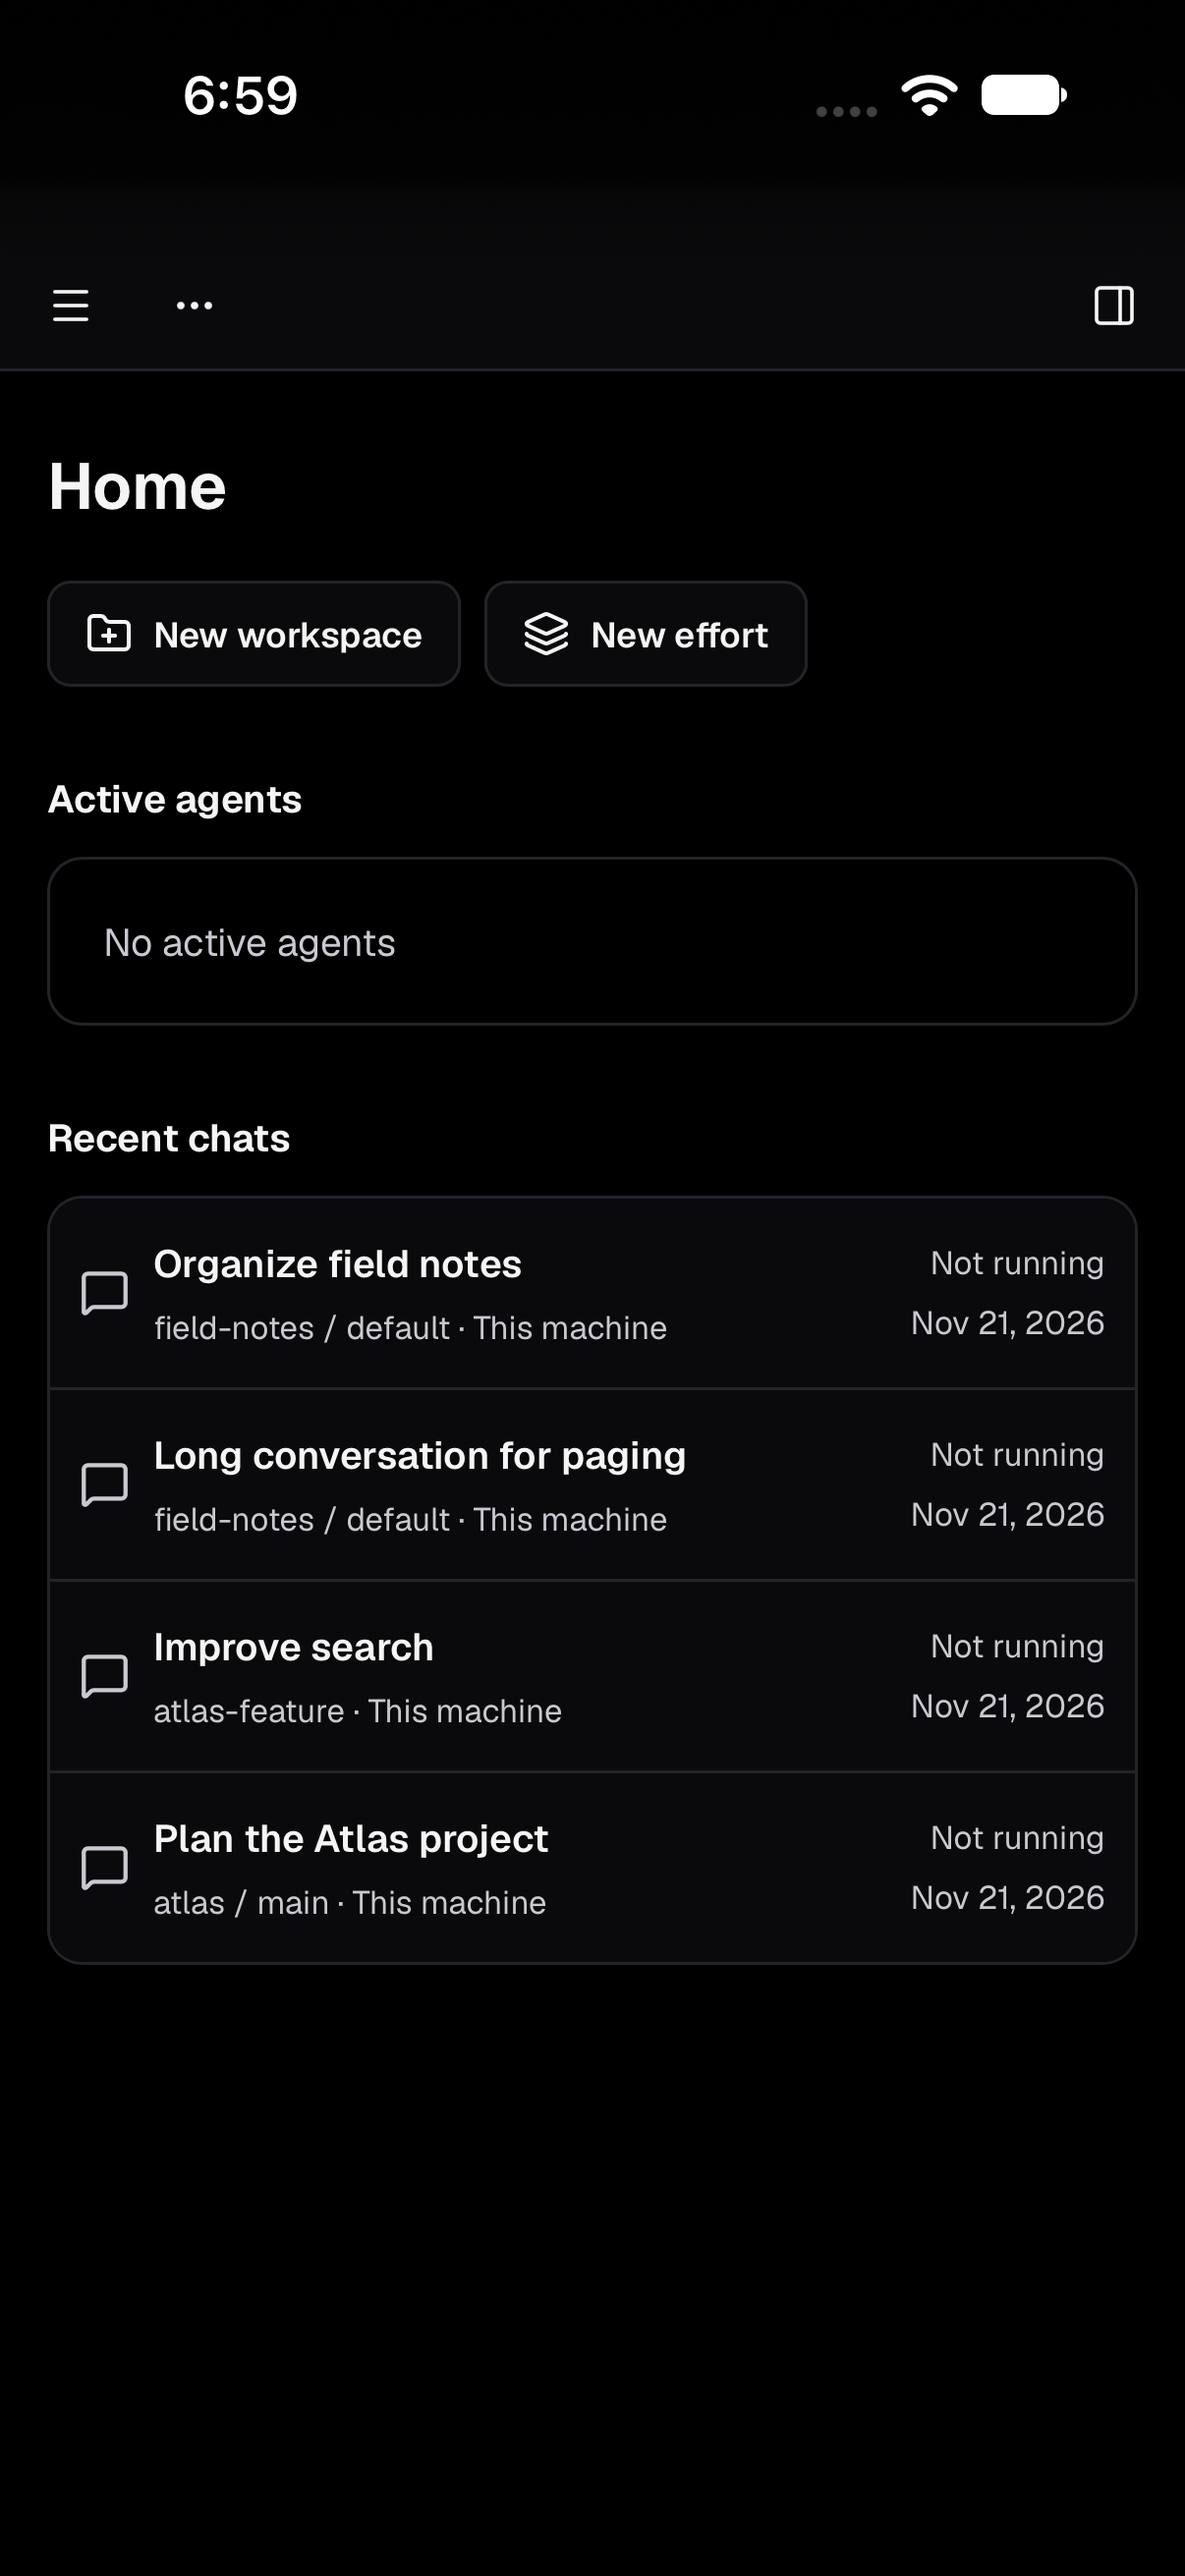 6:59
Home
New workspace
New effort
Active agents
No active agents
Recent chats
Organize field notes
Not running
field-notes / default · This machine
Nov 21, 2026
Long conversation for paging
Not running
field-notes / default · This machine
Nov 21, 2026
Improve search
Not running
atlas-feature · This machine
Nov 21, 2026
Plan the Atlas project
Not running
atlas / main · This machine
Nov 21, 2026